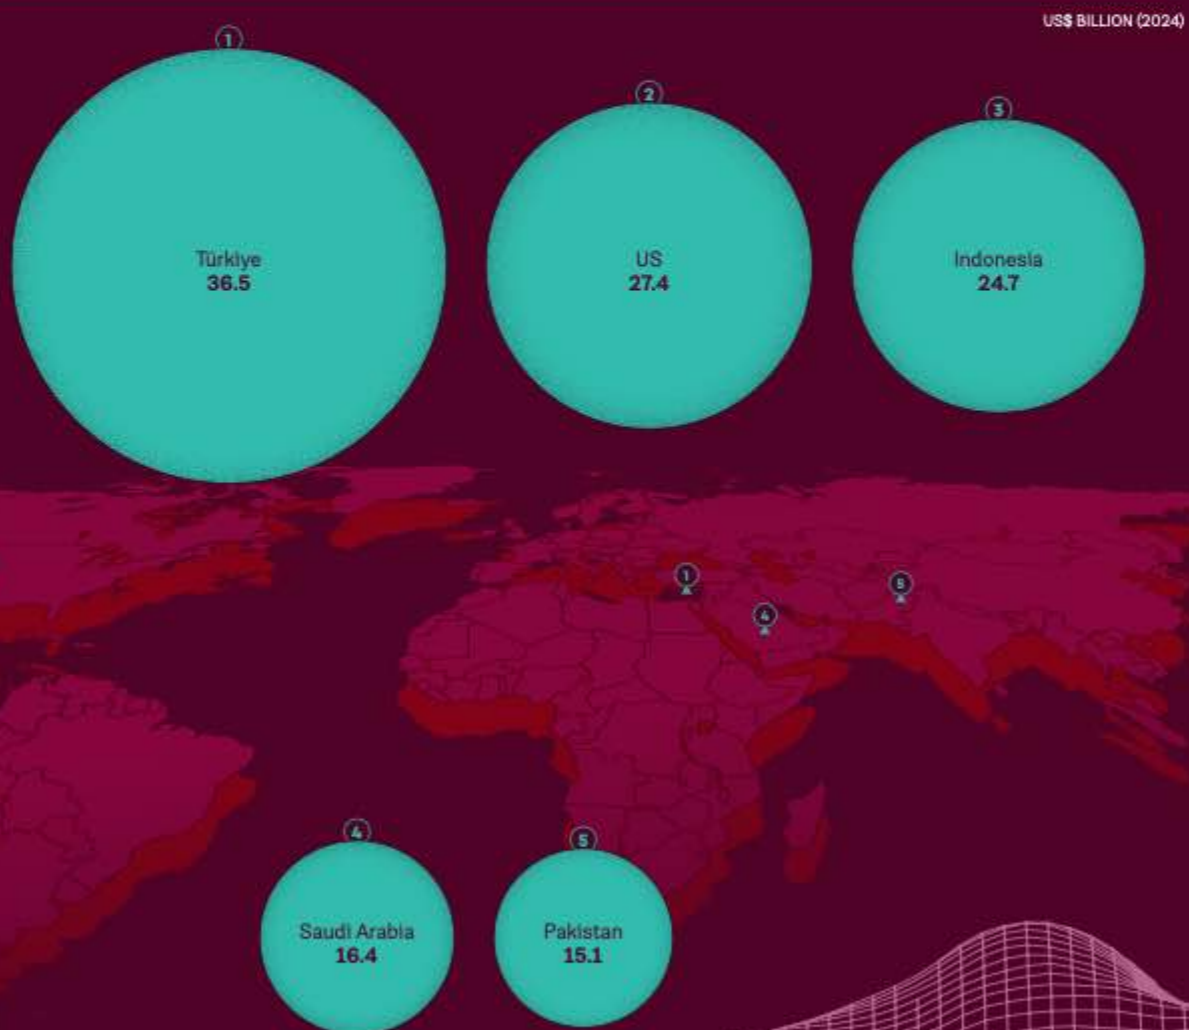 US$ BILLION (2024)
1
2
3
Türkiye
36.5
US
27.4
Indonesia
24.7
1
5
4
4
5
Saudi Arabia
16.4
Pakistan
15.1